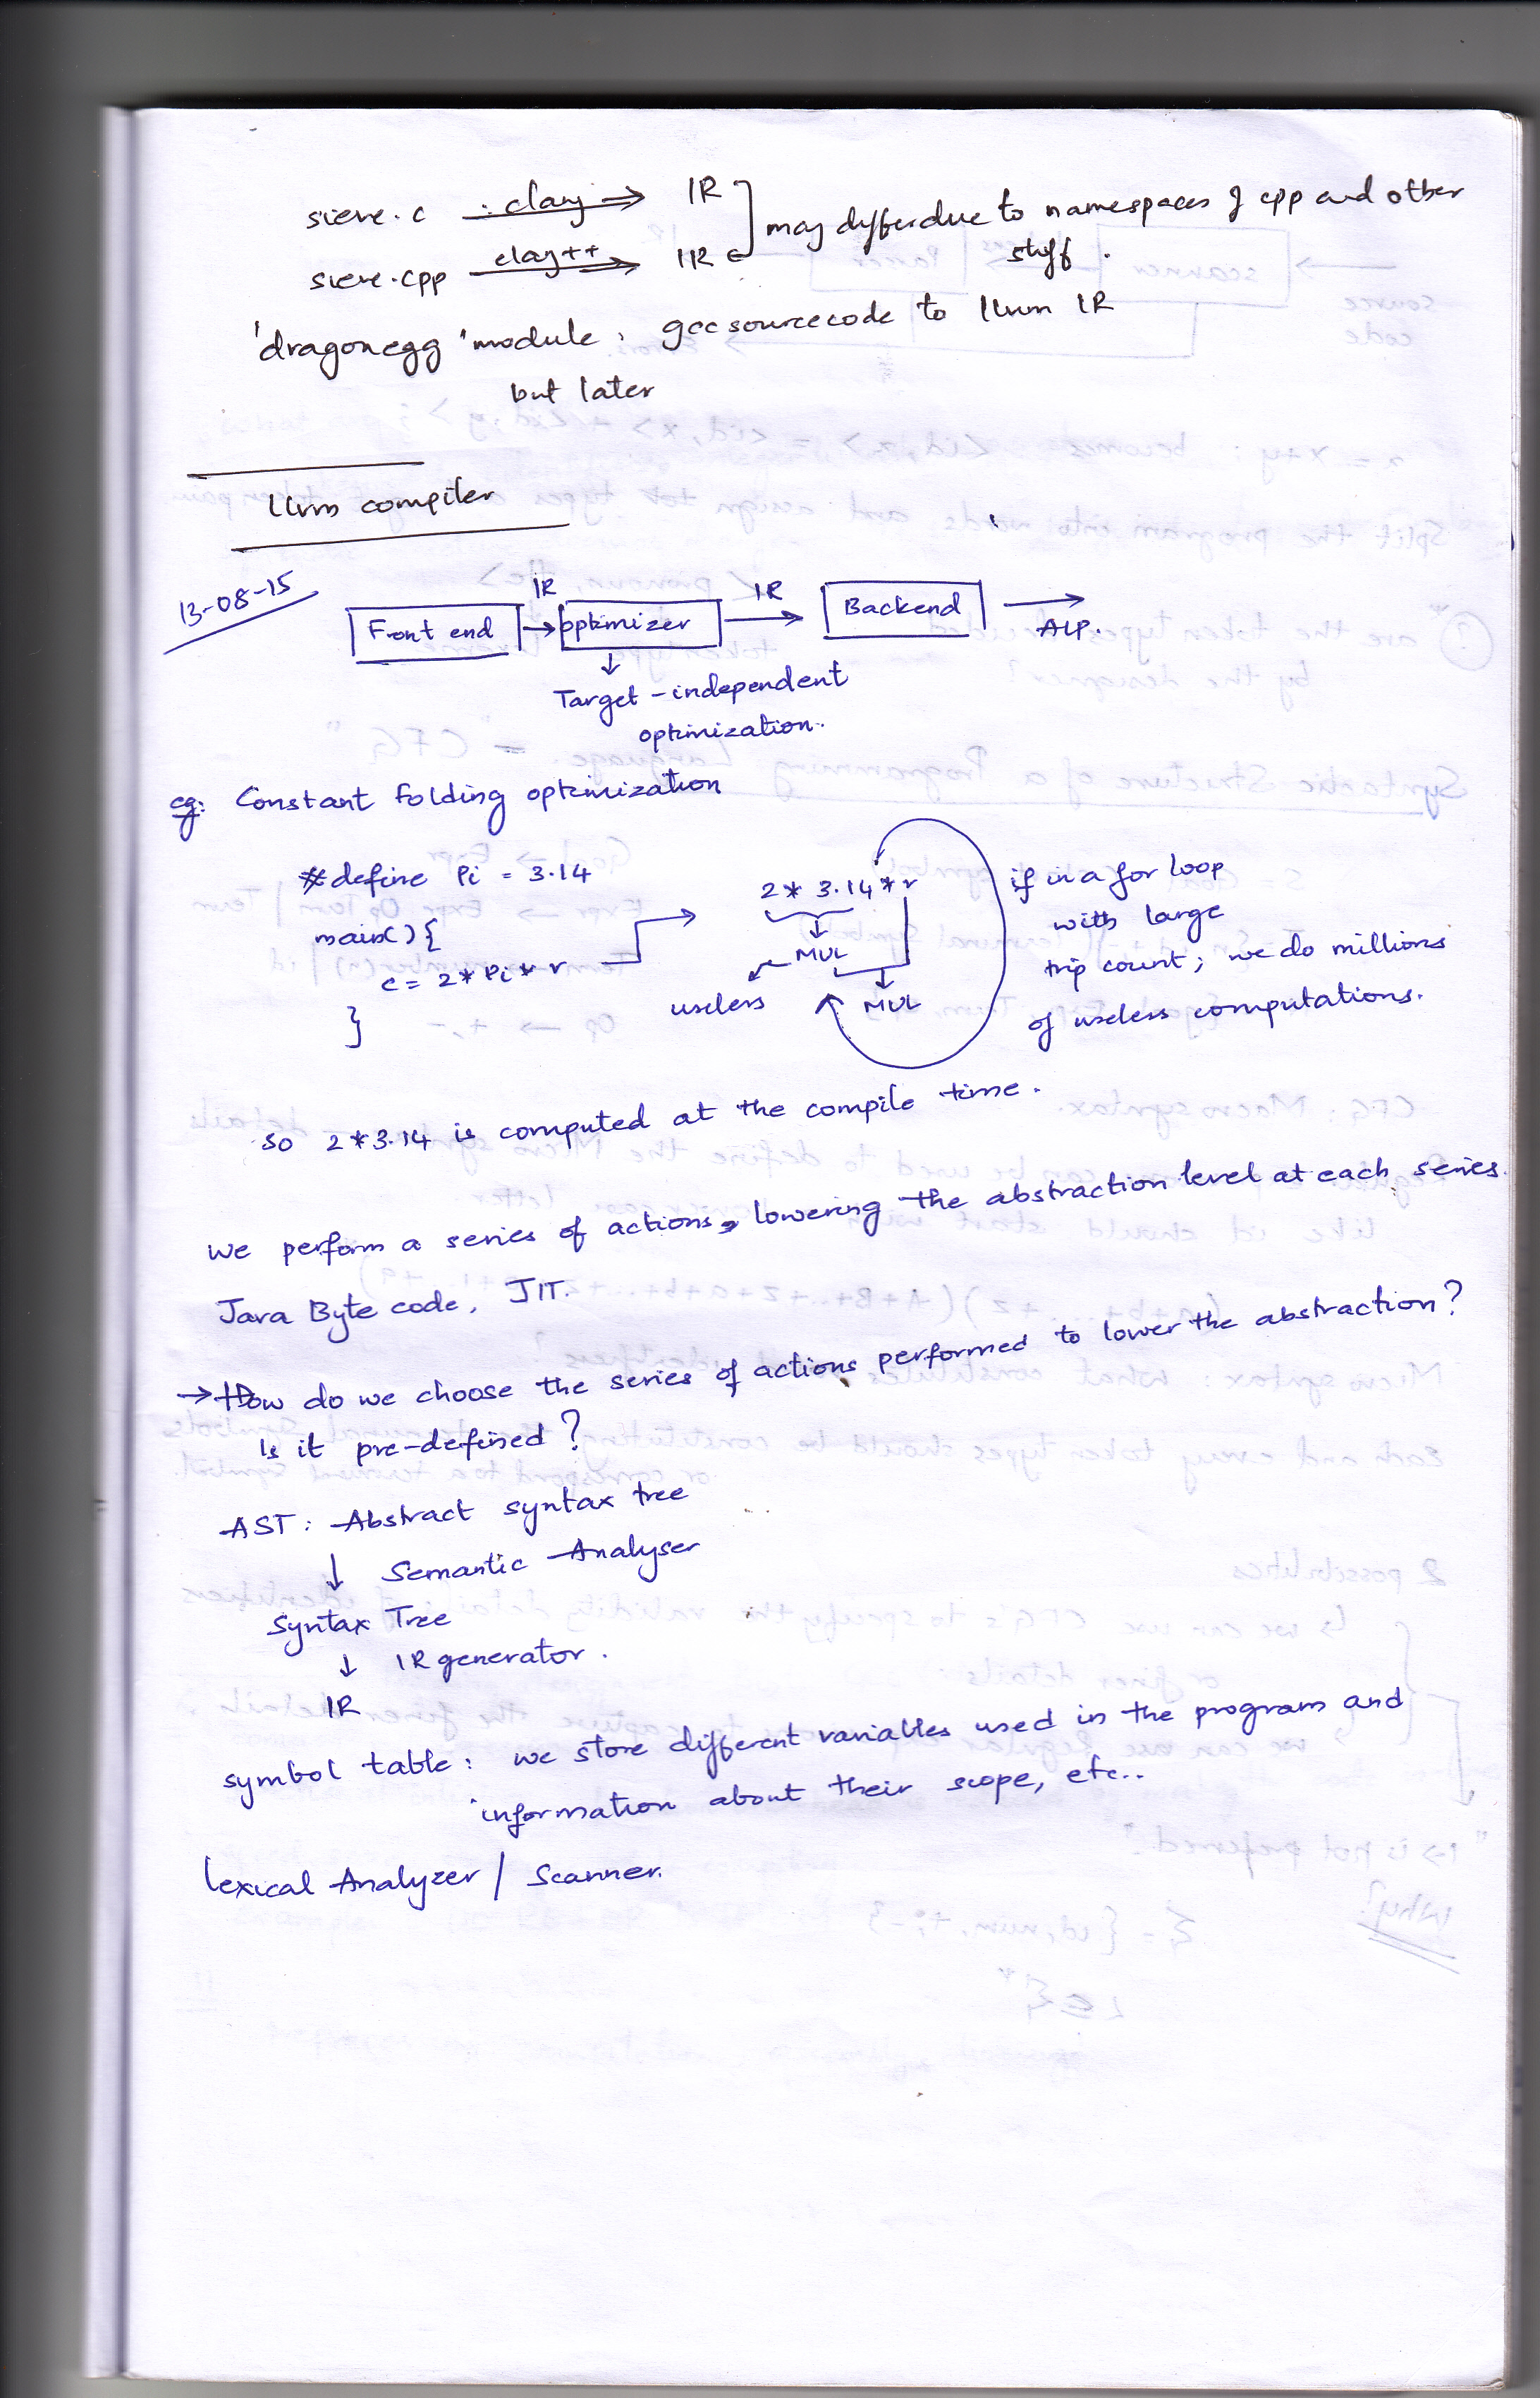 sieve.c clang → IR
may differ due to namespaces of cpp and other
sieve.cpp clang++ → IR
stuff.
'dragonegg' module, gcc sourcecode to llvm IR
but later
llvm compiler
13-08-15
Front end → IR optimizer → IR Backend → ALP.
↓
Target-independent
optimization.
eg: Constant folding optimization
#define Pi = 3.14
main() {
c = 2 * Pi * r
}
2 * 3.14 * r
MUL
useless
MUL
if in a for loop
with large
trip count; we do millions
of useless computations.
so 2*3.14 is computed at the compile time.
we perform a series of actions, lowering the abstraction level at each series.
Java Byte code, JIT.
→ How do we choose the series of actions performed to lower the abstraction?
Is it pre-defined?
AST: Abstract syntax tree
↓ Semantic Analyser
Syntax Tree
↓ IR generator.
IR
symbol table: we store different variables used in the program and
information about their scope, etc..
Lexical Analyzer / Scanner.